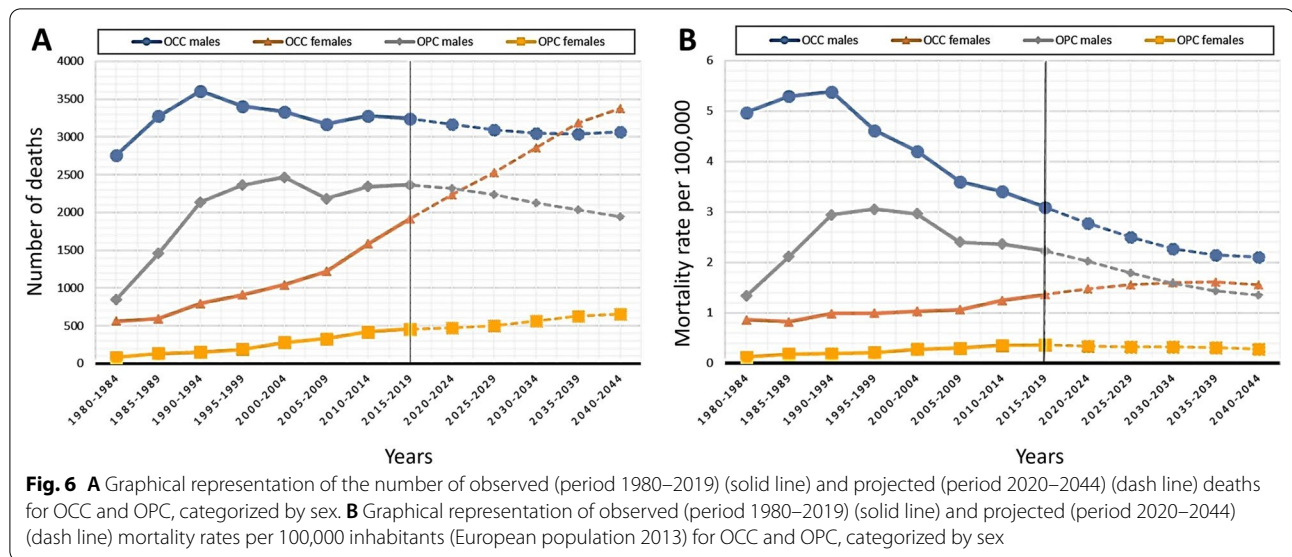 A
OCC males
OCC females
OPC males
OPC females
Number of deaths
4000
3500
3000
2500
2000
1500
1000
500
0
1980-1984
1985-1989
1990-1994
1995-1999
2000-2004
2005-2009
2010-2014
2015-2019
2020-2024
2025-2029
2030-2034
2035-2039
2040-2044
Years
B
OCC males
OCC females
OPC males
OPC females
Mortality rate per 100,000
6
5
4
3
2
1
0
1980-1984
1985-1989
1990-1994
1995-1999
2000-2004
2005-2009
2010-2014
2015-2019
2020-2024
2025-2029
2030-2034
2035-2039
2040-2044
Years
Fig. 6 A Graphical representation of the number of observed (period 1980–2019) (solid line) and projected (period 2020–2044) (dash line) deaths
for OCC and OPC, categorized by sex. B Graphical representation of observed (period 1980–2019) (solid line) and projected (period 2020–2044)
(dash line) mortality rates per 100,000 inhabitants (European population 2013) for OCC and OPC, categorized by sex